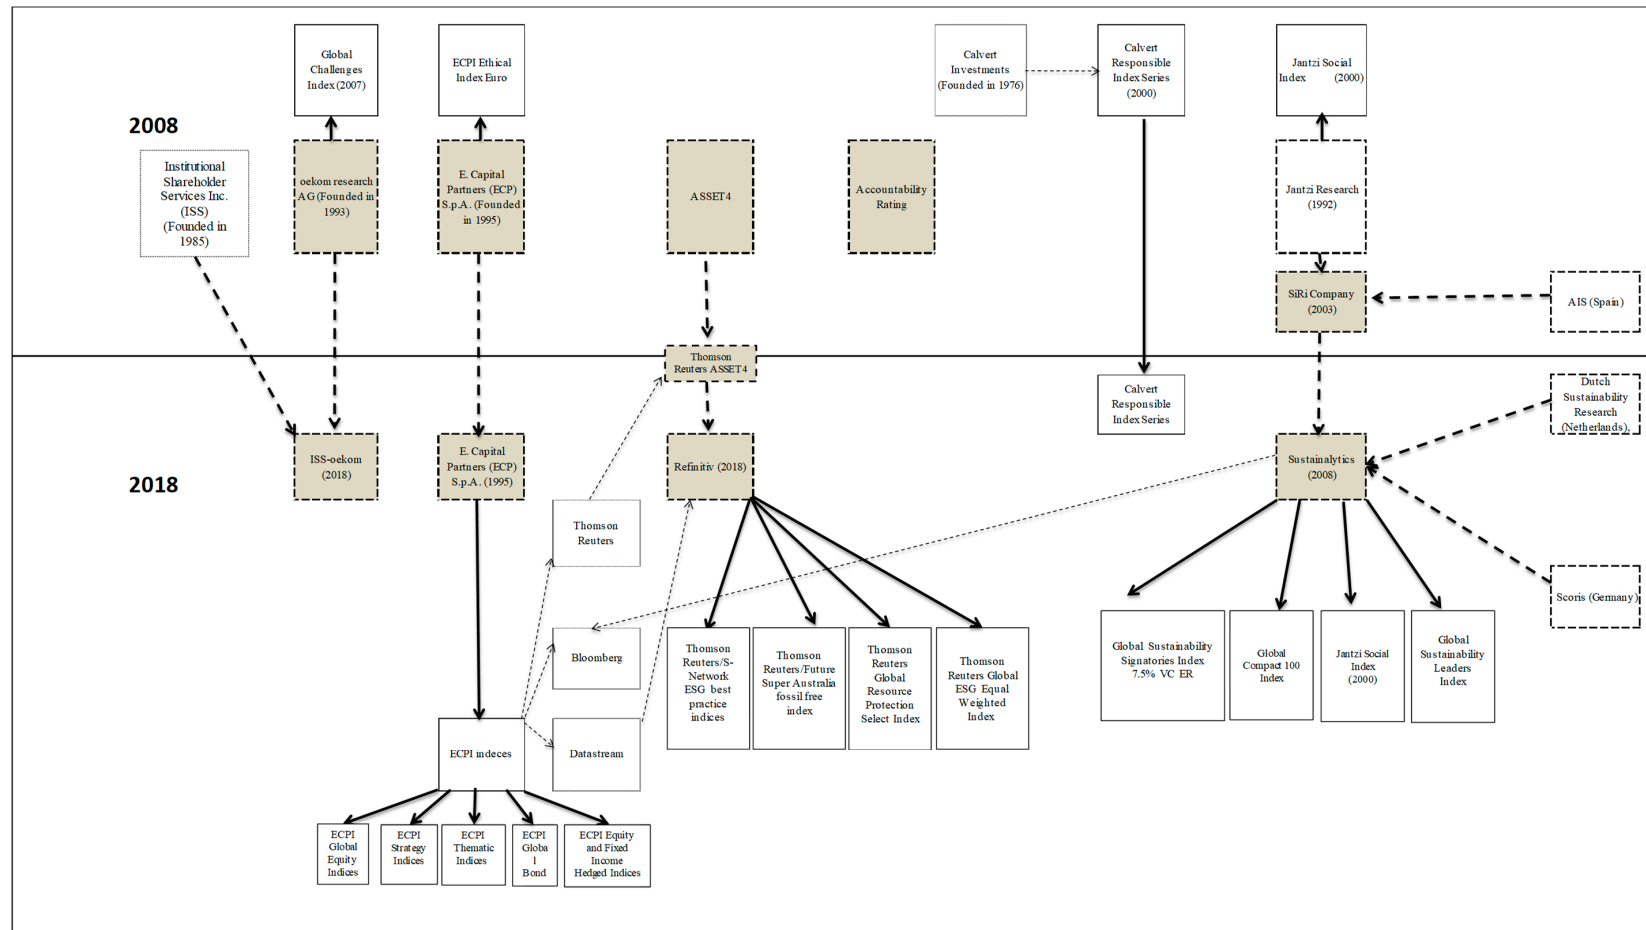 Global
Challenges
Index (2007)
ECPI Ethical
Index Euro
Calvert
Investments
(Founded in 1976)
Calvert
Responsible
Index Series
(2000)
Jantzi Social
Index (2000)
2008
Institutional
Shareholder
Services Inc.
(ISS)
(Founded in
1985)
oekom research
AG (Founded in
1993)
E. Capital
Partners (ECP)
S.p.A. (Founded
in 1995)
ASSET4
Accountability
Rating
Jantzi Research
(1992)
SiRi Company
(2003)
AIS (Spain)
Thomson
Reuters ASSET4
Calvert
Responsible
Index Series
Dutch
Sustainability
Research
(Netherlands),
2018
ISS-oekom
(2018)
E. Capital
Partners (ECP)
S.p.A. (1995)
Refinitiv (2018)
Sustainalytics
(2008)
Thomson
Reuters
Scoris (Germany)
Bloomberg
Thomson
Reuters/S-
Network
ESG best
practice
indices
Thomson
Reuters/Future
Super Australia
fossil free
index
Thomson
Reuters
Global
Resource
Protection
Select Index
Thomson
Reuters Global
ESG Equal
Weighted
Index
Global Sustainability
Signatories Index
7.5% VC ER
Global
Compact 100
Index
Jantzi Social
Index
(2000)
Global
Sustainability
Leaders
Index
ECPI indeces
Datastream
ECPI
Global
Equity
Indices
ECPI
Strategy
Indices
ECPI
Thematic
Indices
ECPI
Globa
l
Bond
ECPI Equity
and Fixed
Income
Hedged Indices